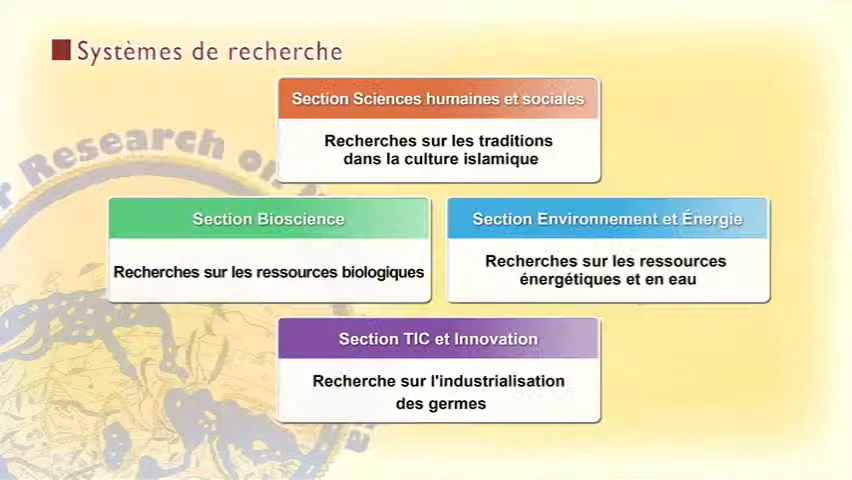 Systèmes de recherche
Section Sciences humaines et sociales
Recherches sur les traditions
dans la culture islamique
Section Bioscience
Recherches sur les ressources biologiques
Section Environnement et Énergie
Recherches sur les ressources
énergétiques et en eau
Section TIC et Innovation
Recherche sur l'industrialisation
des germes
Research on